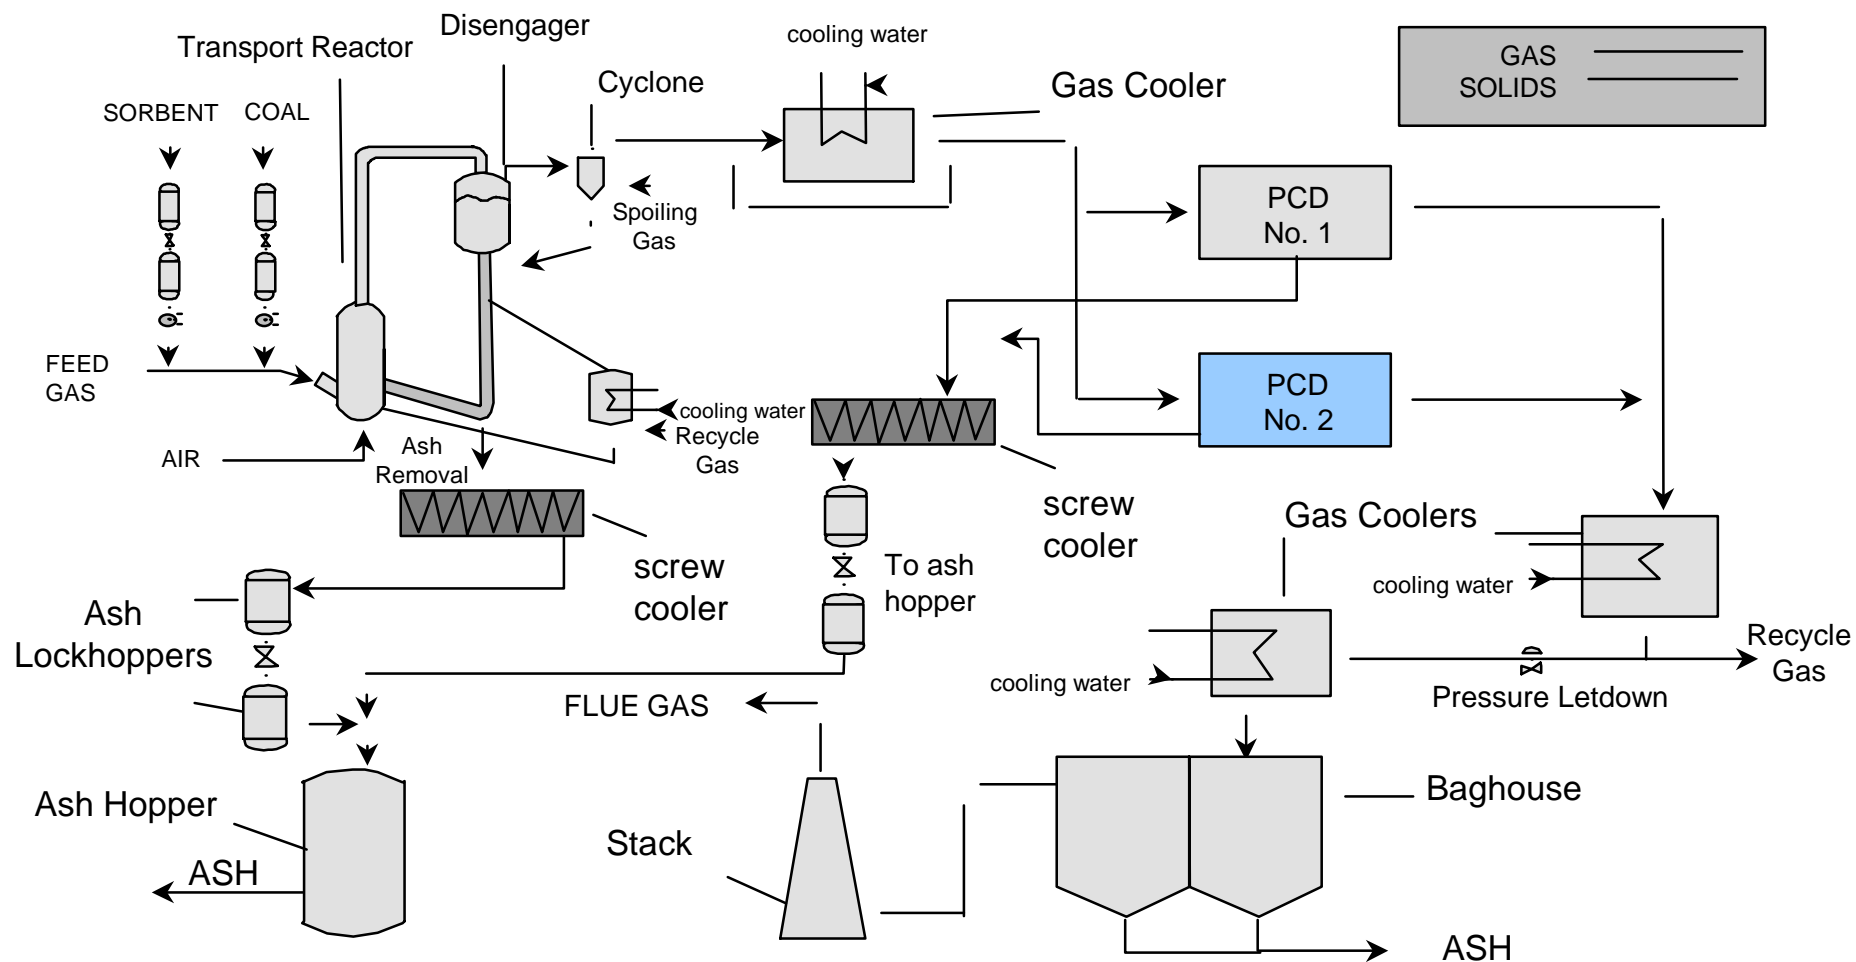 Disengager
Transport Reactor
cooling water
GAS
SOLIDS
Cyclone
Gas Cooler
SORBENT
COAL
PCD
No. 1
Spoiling
Gas
FEED
GAS
PCD
No. 2
cooling water
Recycle
Gas
AIR
Ash
Removal
screw
cooler
Gas Coolers
screw
cooler
To ash
hopper
cooling water
Ash
Lockhoppers
Recycle
Gas
cooling water
Pressure Letdown
FLUE GAS
Ash Hopper
Baghouse
Stack
ASH
ASH